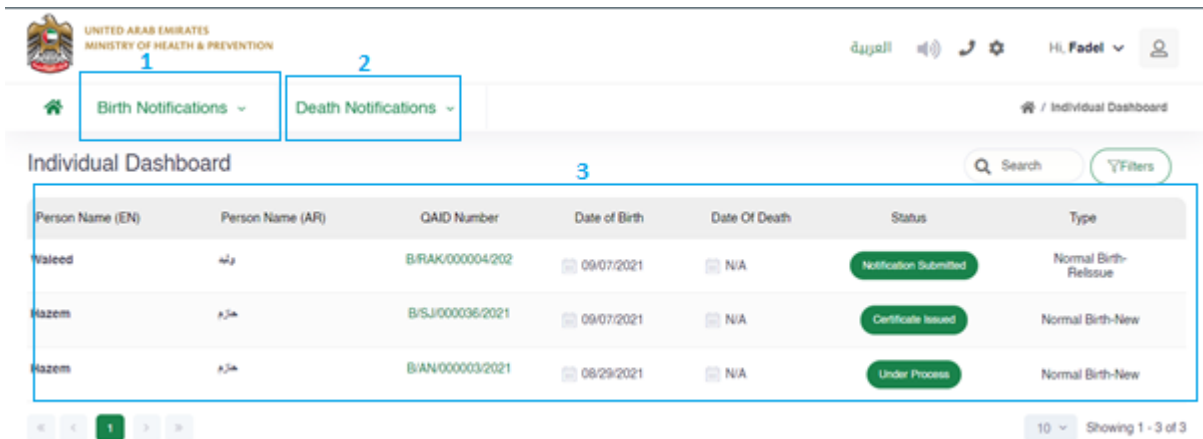 UNITED ARAB EMIRATES
MINISTRY OF HEALTH & PREVENTION
العربية
Hi, Fadel
1
2
Birth Notifications
Death Notifications
/ Individual Dashboard
Individual Dashboard
3
Search
Filters
Person Name (EN) Person Name (AR) QAID Number Date of Birth Date Of Death Status Type
Waleed وليد B/RAK/000004/202 09/07/2021 N/A Notification Submitted Normal Birth-
ReIssue
Hazem حازم B/SJ/000036/2021 09/07/2021 N/A Certificate Issued Normal Birth-New
Hazem حازم B/AN/000003/2021 08/29/2021 N/A Under Process Normal Birth-New
« ‹ 1 › »
10 Showing 1 - 3 of 3